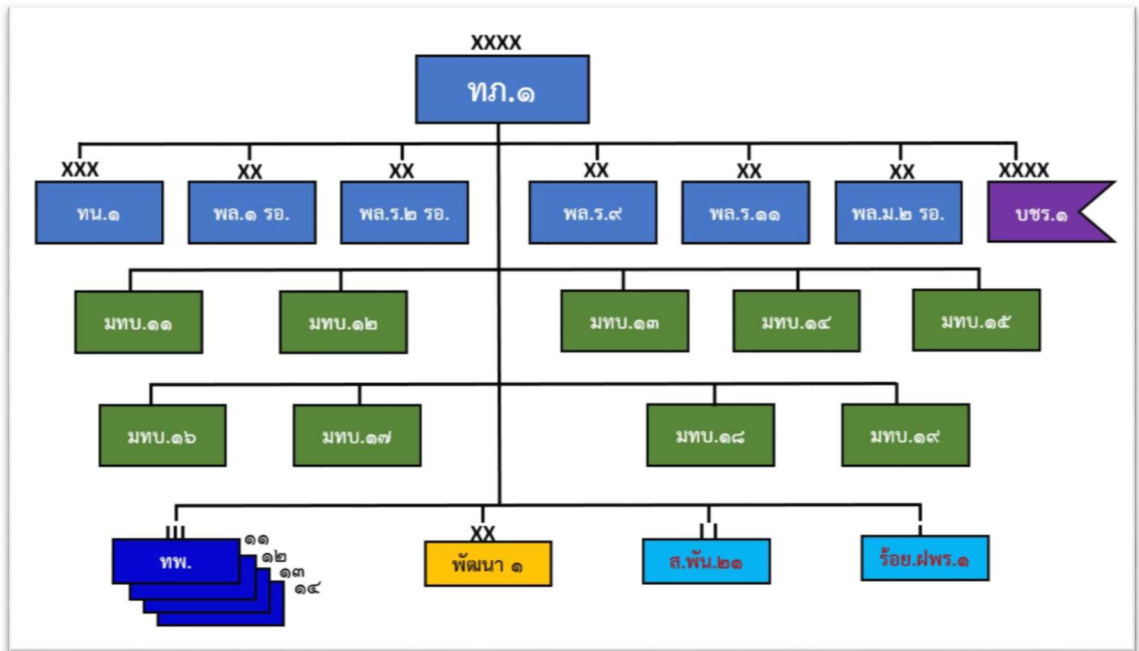 XXXX
ทภ.๑
XXX XX XX XX XX XX XXXX
ทน.๑ พล.๑ รอ. พล.ร.๒ รอ. พล.ร.๙ พล.ร.๑๑ พล.ม.๒ รอ. บชร.๑
มทบ.๑๑ มทบ.๑๒ มทบ.๑๓ มทบ.๑๔ มทบ.๑๕
มทบ.๑๖ มทบ.๑๗ มทบ.๑๘ มทบ.๑๙
III XX II I
ทพ. ๑๑ พัฒนา ๑ ส.พัน.๒๑ ร้อย.ฝพร.๑
๑๒
๑๓
๑๔